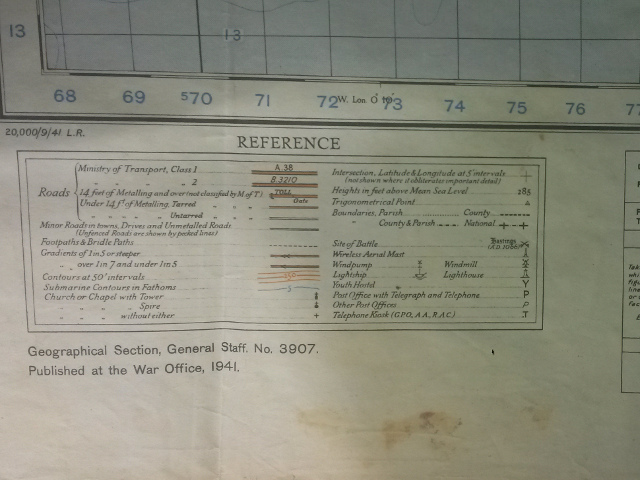 13
13
68 69 570 71 72 W. Lon. 0° 73 74 75 76 77
20,000/9/41 L.R.
REFERENCE
Ministry of Transport, Class 1 A.38
" " " 2 B.3210
Roads 14 feet of Metalling and over (not classified by M. of T.) TOLL
Under 14 fᵗ of Metalling, Tarred Gate
" " " Untarred
Minor Roads in towns, Drives and Unmetalled Roads
(Unfenced Roads are shown by pecked lines)
Footpaths & Bridle Paths
Gradients of 1 in 5 or steeper
" over 1 in 7 and under 1 in 5
Contours at 50' intervals 250
Submarine Contours in Fathoms 5
Church or Chapel with Tower
" " " Spire
" " " without either
Intersection, Latitude & Longitude at 5' intervals
(not shown where it obliterates important detail)
Heights in feet above Mean Sea Level 285
Trigonometrical Point
Boundaries, Parish County
" County & Parish National
Site of Battle Hastings
(A.D. 1066)
Wireless Aerial Mast
Windpump Windmill
Lightship Lighthouse
Youth Hostel Y
Post Office with Telegraph and Telephone P
Other Post Offices P
Telephone Kiosk (G.P.O., A.A., R.A.C.) T
Geographical Section, General Staff. No. 3907.
Published at the War Office, 1941.